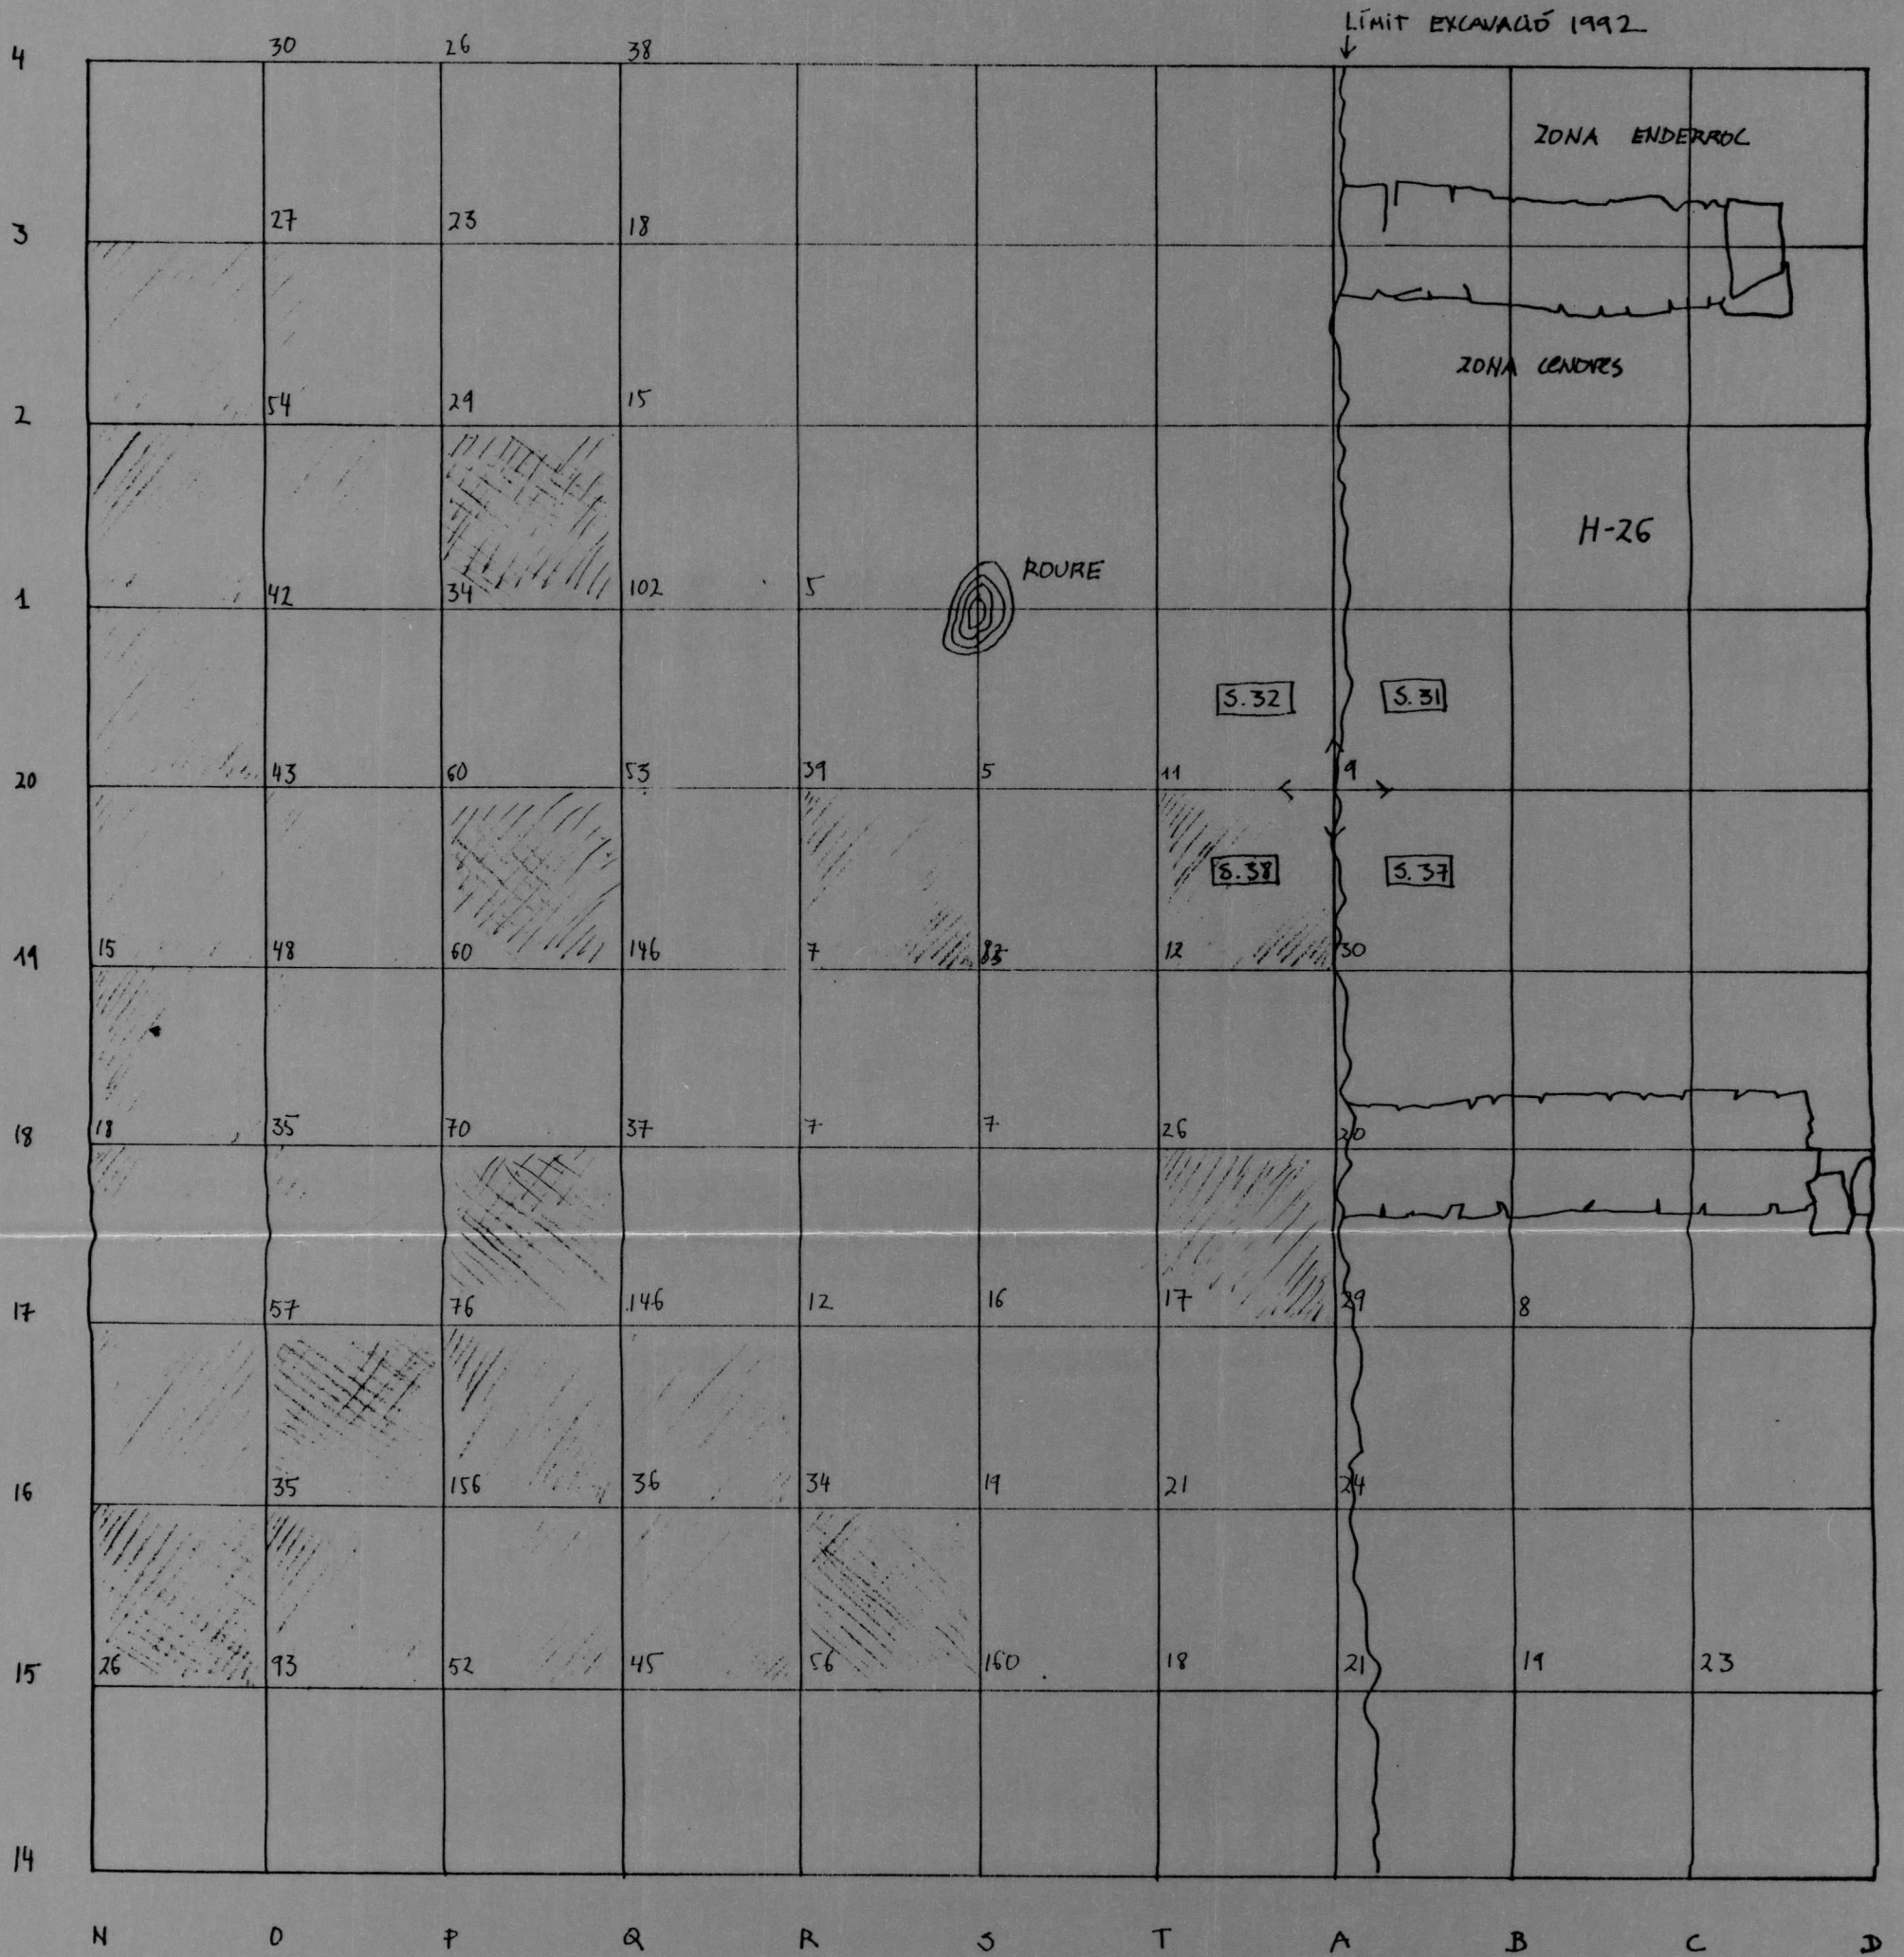 LÍMIT EXCAVACIÓ 1992
4 30 26 38
ZONA ENDERROC
3 27 23 18
ZONA CENDRES
2 54 29 15
H-26
ROURE
1 42 34 102 5
S.32 S.31
20 43 60 53 39 5 11 9
S.38 S.37
19 15 48 60 146 7 12 30
18 18 35 70 37 7 7 26 20
17 57 76 146 12 16 17 29 8
16 35 156 36 34 19 21 24
15 26 93 52 45 56 160 18 21 19 23
14
N O P Q R S T A B C D